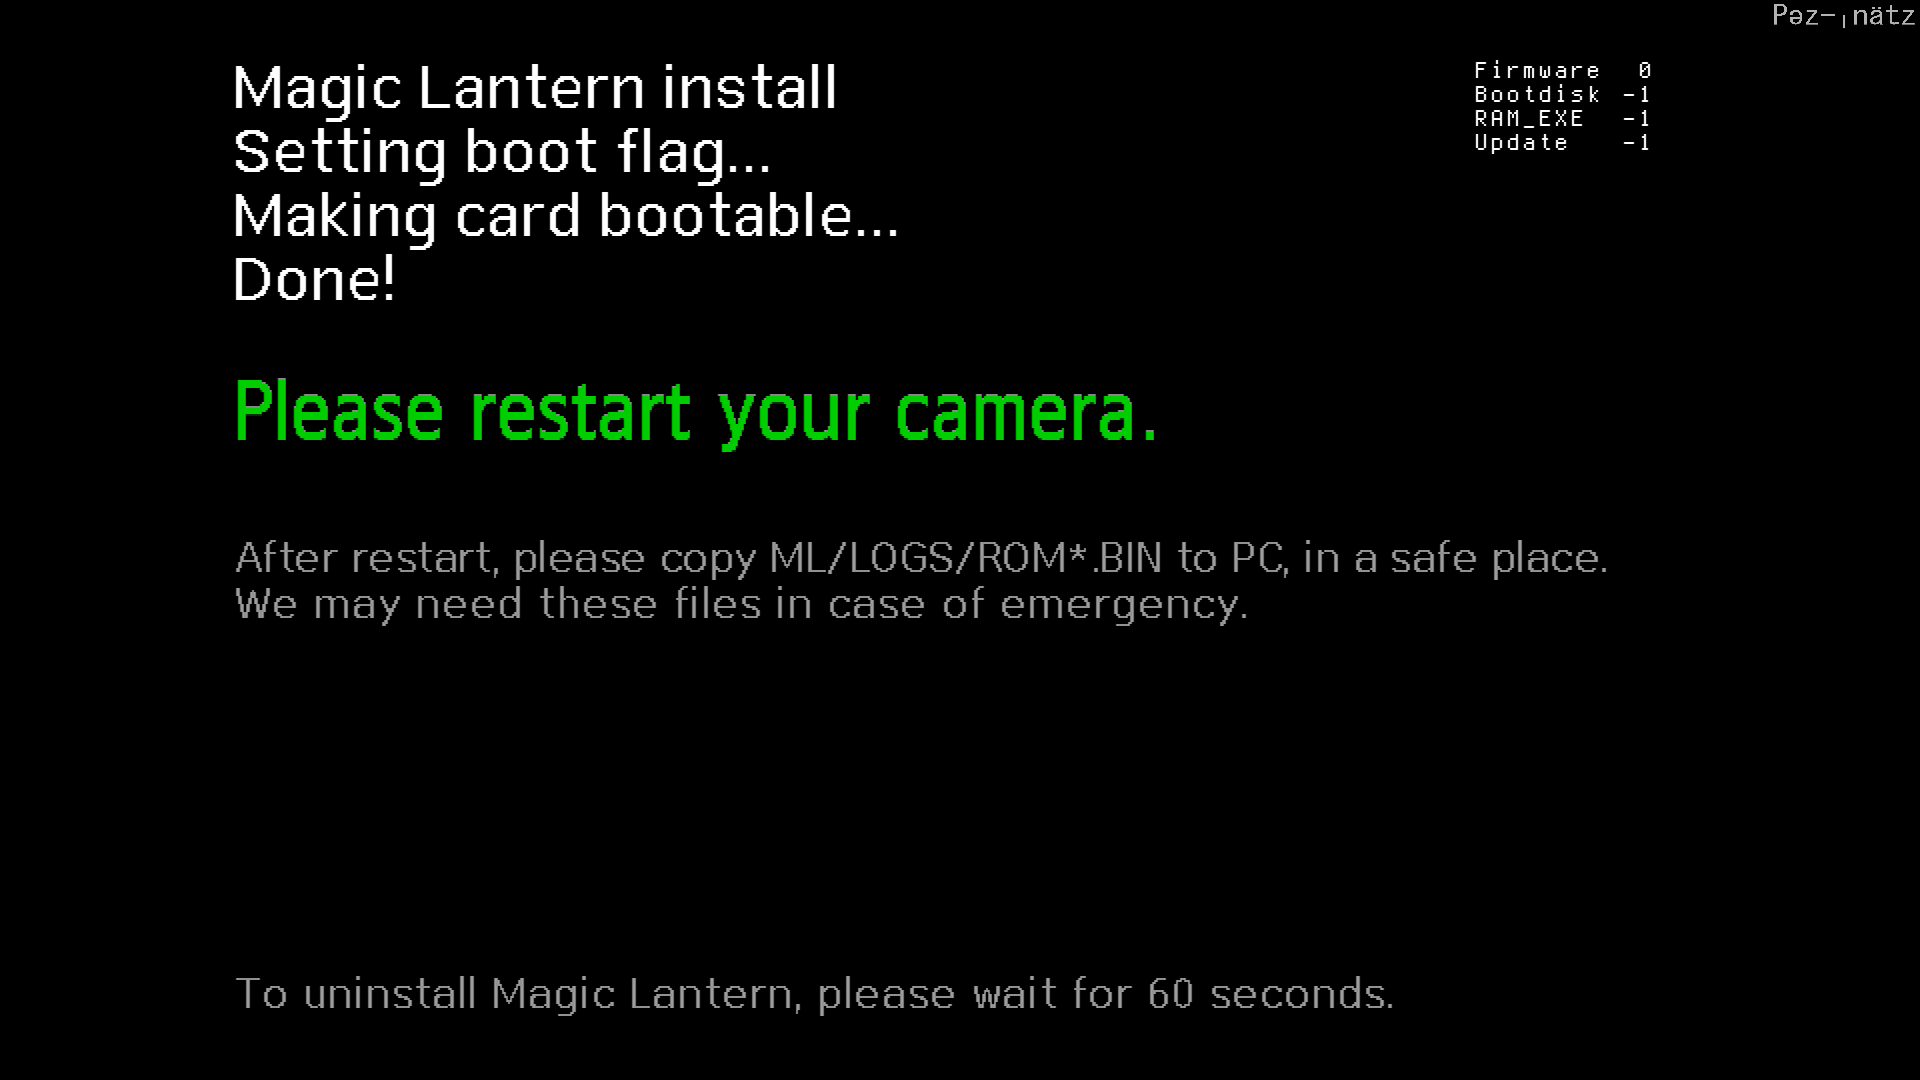 Pəz-ˌnätz
Magic Lantern install
Setting boot flag...
Making card bootable...
Done!
Firmware 0
Bootdisk -1
RAM_EXE -1
Update -1
Please restart your camera.
After restart, please copy ML/LOGS/ROM*.BIN to PC, in a safe place.
We may need these files in case of emergency.
To uninstall Magic Lantern, please wait for 60 seconds.